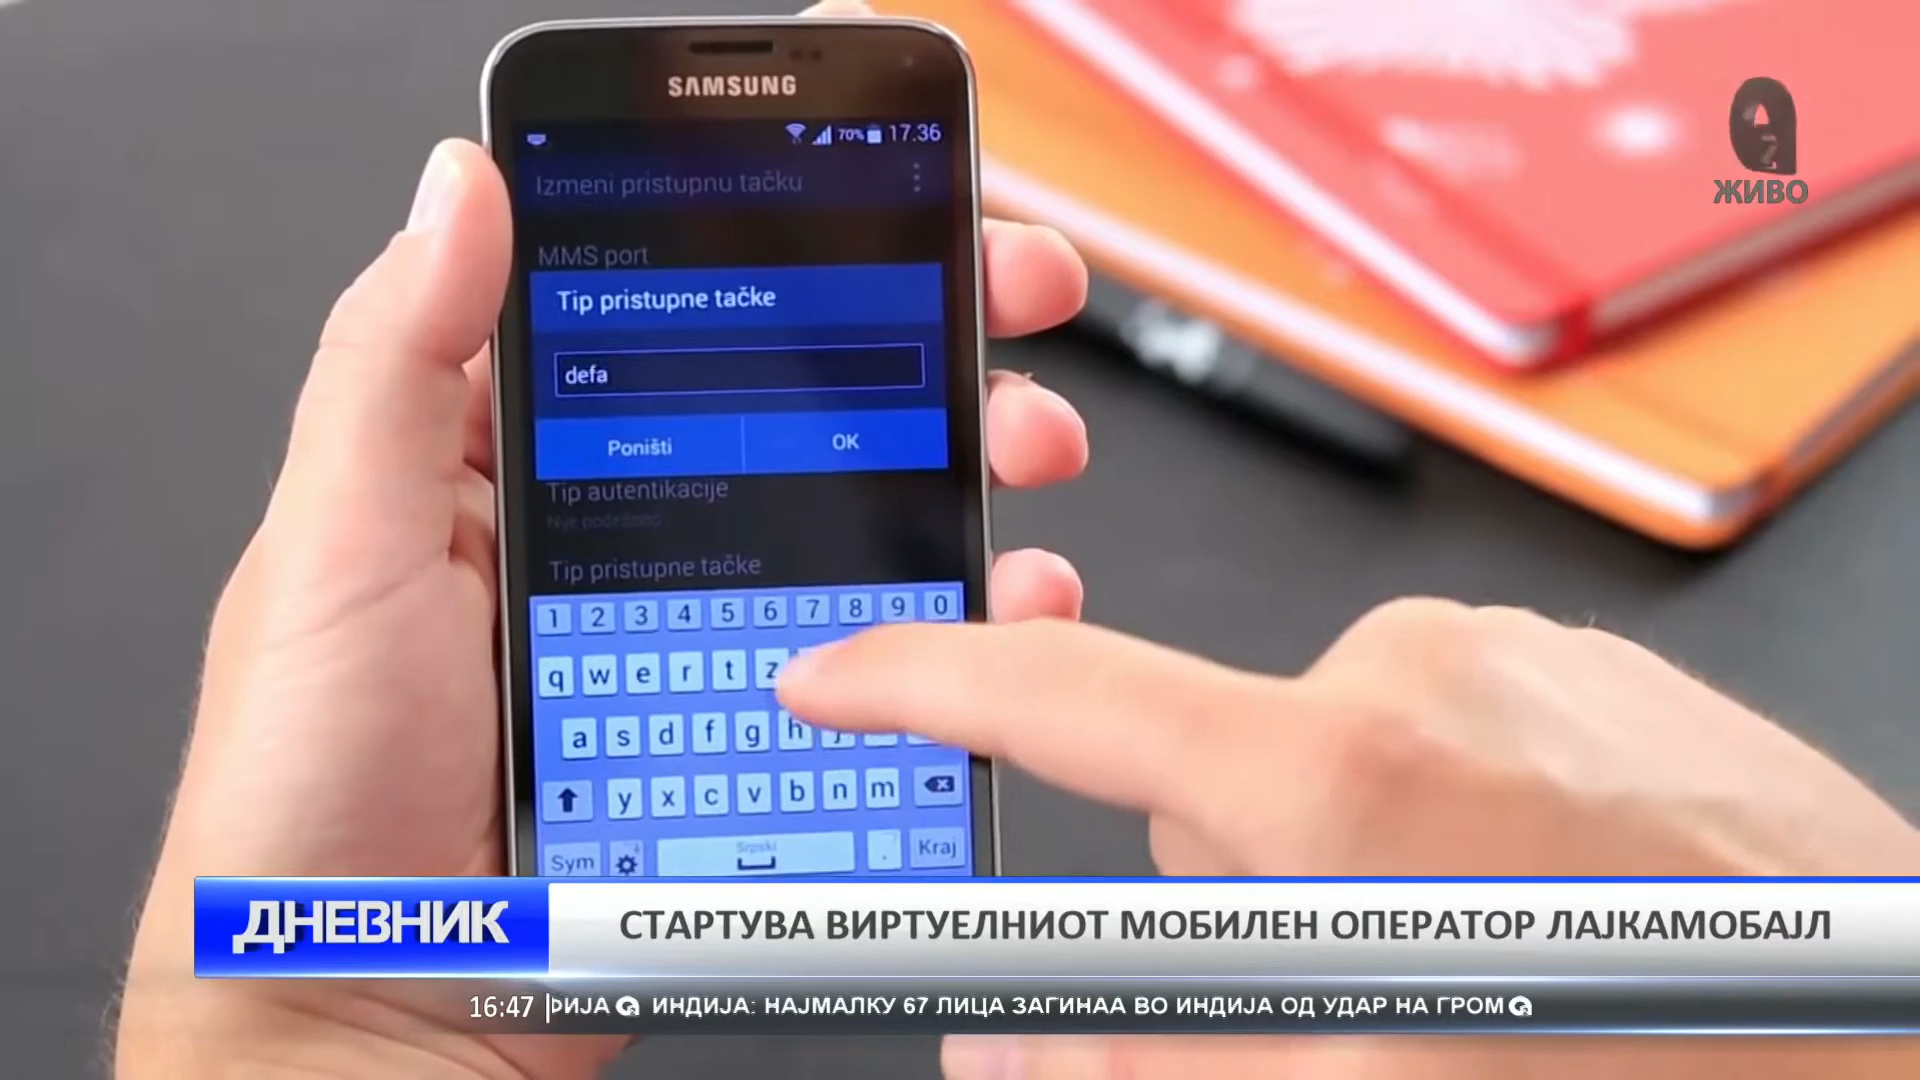 SAMSUNG
70% 17.36
Izmeni pristupnu tačku
ЖИВО
MMS port
Tip pristupne tačke
defa
Poništi OK
Tip autentikacije
Tip pristupne tačke
1 2 3 4 5 6 7 8 9 0
q w e r t z
a s d f g h j
y x c v b n m
Srpski
Sym . Kraj
ДНЕВНИК СТАРТУВА ВИРТУЕЛНИОТ МОБИЛЕН ОПЕРАТОР ЛАЈКАМОБАЈЛ
16:47 ИЈА ИНДИЈА: НАЈМАЛКУ 67 ЛИЦА ЗАГИНАА ВО ИНДИЈА ОД УДАР НА ГРОМ